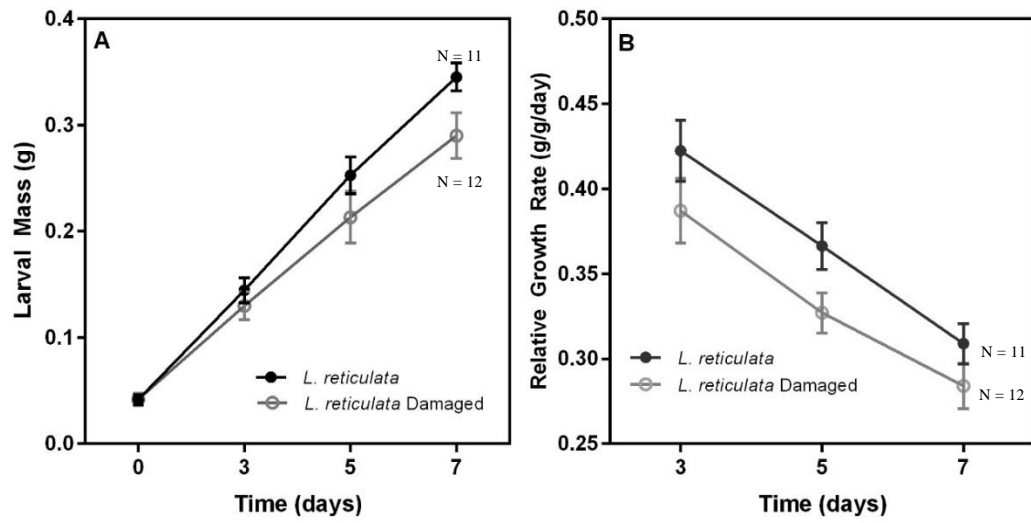 A
0.4
0.3
0.2
0.1
0.0
Larval Mass (g)
N = 11
N = 12
L. reticulata
L. reticulata Damaged
0 3 5 7
Time (days)
B
0.50
0.45
0.40
0.35
0.30
0.25
Relative Growth Rate (g/g/day)
L. reticulata
L. reticulata Damaged
N = 11
N = 12
3 5 7
Time (days)